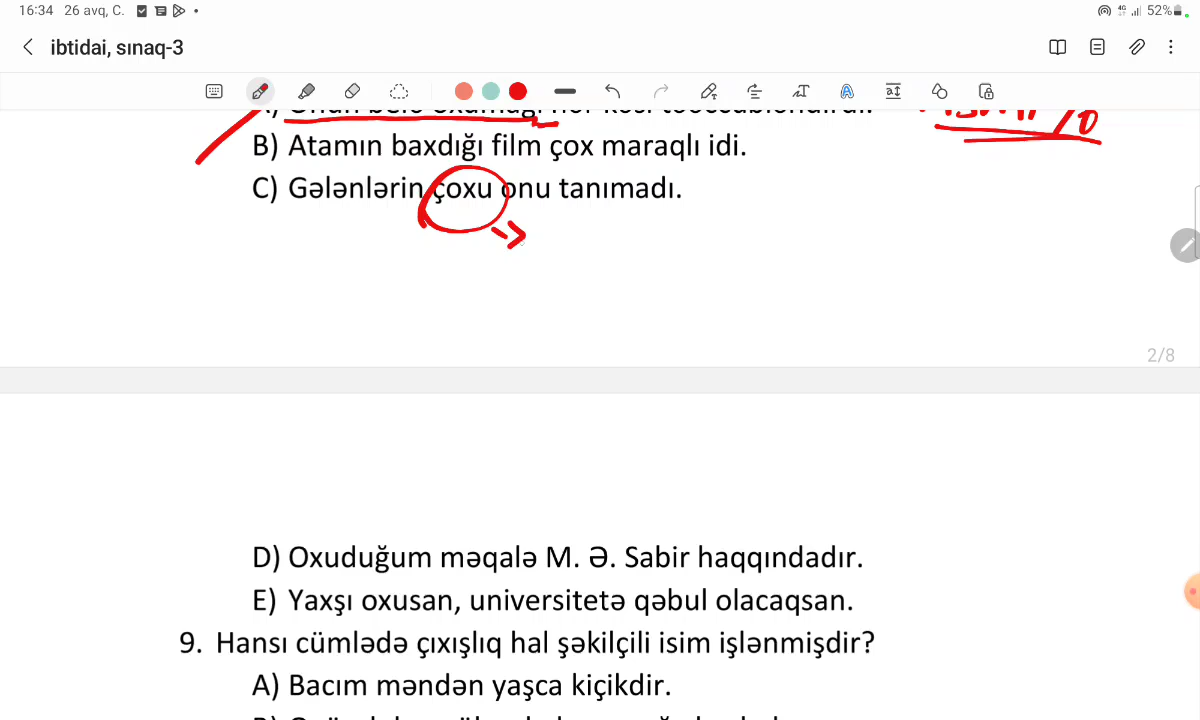 16:34 26 avq, C. 4G 52%
ibtidai, sınaq-3
B) Atamın baxdığı film çox maraqlı idi.
C) Gələnlərin çoxu onu tanımadı.
2/8
D) Oxuduğum məqalə M. Ə. Sabir haqqındadır.
E) Yaxşı oxusan, universitetə qəbul olacaqsan.
9. Hansı cümlədə çıxışlıq hal şəkilçili isim işlənmişdir?
A) Bacım məndən yaşca kiçikdir.